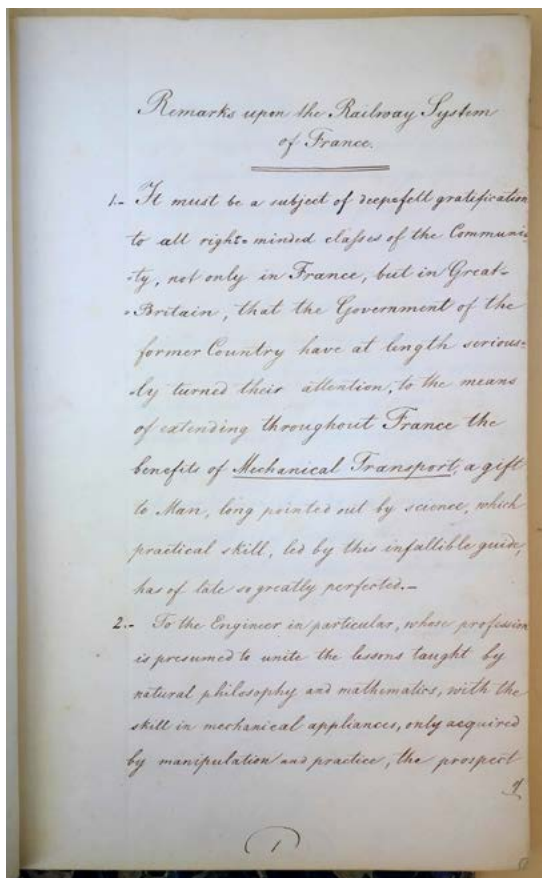 Remarks upon the Railway System
of France.
1.- It must be a subject of deepefelt gratification
to all right=minded classes of the Communi
=ty, not only in France, but in Great=
=Britain, that the Government of the
former Country have at length serious=
=ly turned their attention, to the means
of extending throughout France the
benefits of Mechanical Transport, a gift
to Man, long pointed out by science, which
practical skill, led by this infallible guide,
has of late so greatly perfected.-
2.- To the Engineer in particular, whose profession
is presumed to unite the lessons taught by
natural philosophy and mathematics, with the
skill in mechanical appliances, only acquired
by manipulation and practice, the prospect
of
1